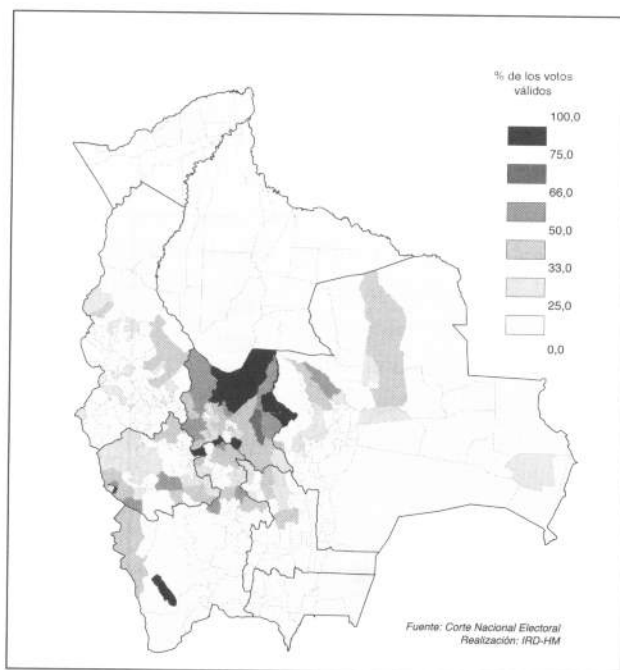 % de los votos
válidos
100,0
75,0
66,0
50,0
33,0
25,0
0,0
Fuente: Corte Nacional Electoral
Realización: IRD-HM